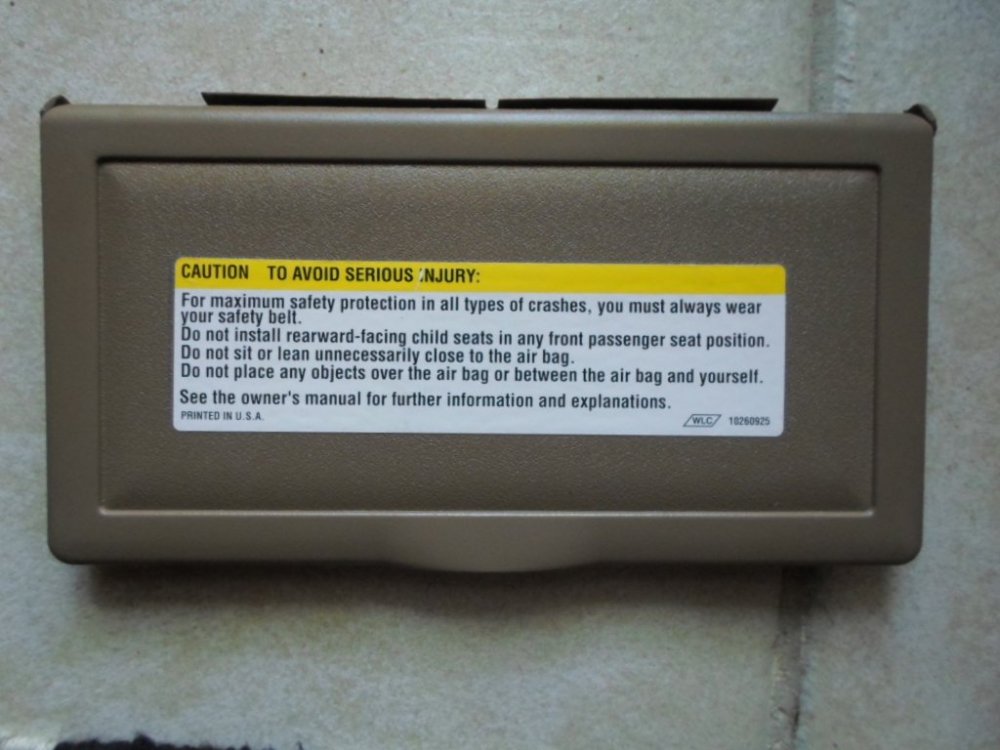 CAUTION TO AVOID SERIOUS INJURY:
For maximum safety protection in all types of crashes, you must always wear
your safety belt.
Do not install rearward-facing child seats in any front passenger seat position.
Do not sit or lean unnecessarily close to the air bag.
Do not place any objects over the air bag or between the air bag and yourself.
See the owner's manual for further information and explanations.
PRINTED IN U.S.A. WLC 10260925